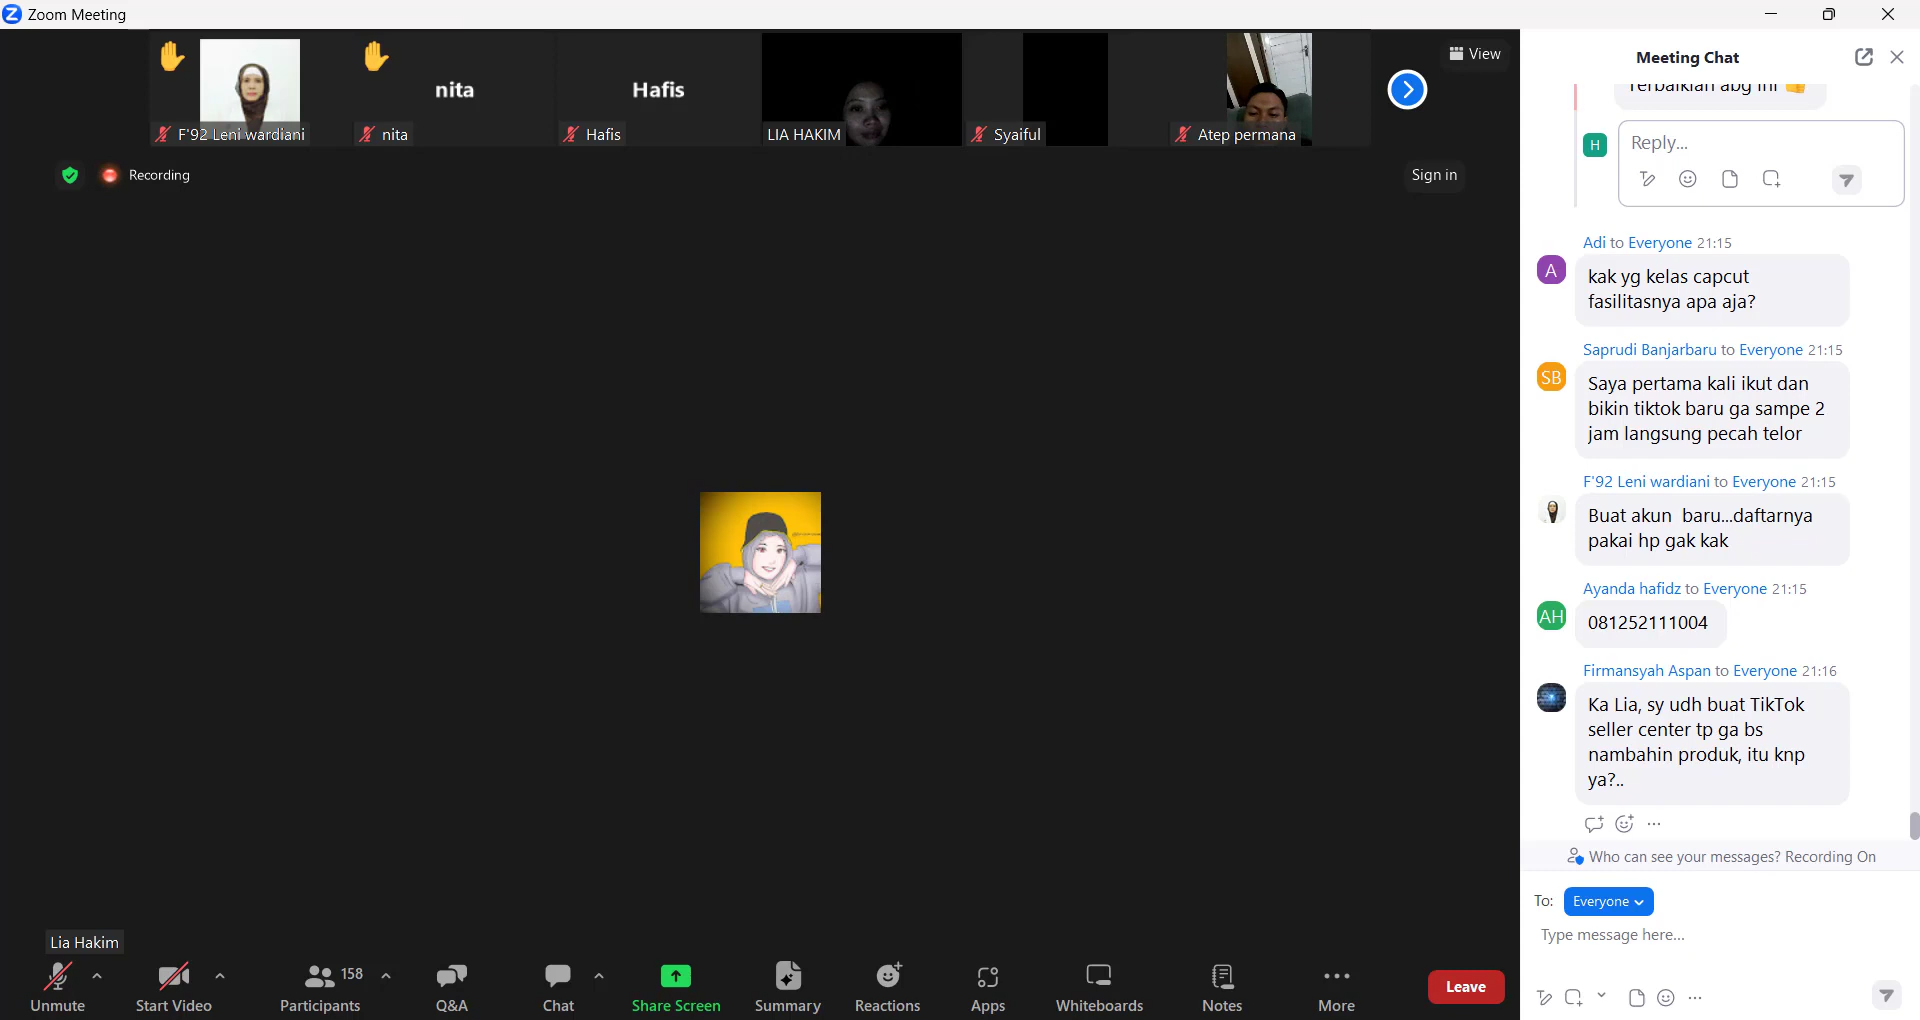 Zoom Meeting
F'92 Leni wardiani
nita
nita
Hafis
Hafis
LIA HAKIM
Syaiful
Atep permana
View
Recording
Sign in
Meeting Chat
Terbaiklah abg ini 👍
H
Reply...
Adi to Everyone 21:15
A
kak yg kelas capcut
fasilitasnya apa aja?
Saprudi Banjarbaru to Everyone 21:15
SB
Saya pertama kali ikut dan
bikin tiktok baru ga sampe 2
jam langsung pecah telor
F'92 Leni wardiani to Everyone 21:15
Buat akun baru...daftarnya
pakai hp gak kak
Ayanda hafidz to Everyone 21:15
AH
081252111004
Firmansyah Aspan to Everyone 21:16
Ka Lia, sy udh buat TikTok
seller center tp ga bs
nambahin produk, itu knp
ya?..
Who can see your messages? Recording On
To: Everyone
Type message here...
Lia Hakim
Unmute
Start Video
158
Participants
Q&A
Chat
Share Screen
Summary
Reactions
Apps
Whiteboards
Notes
More
Leave